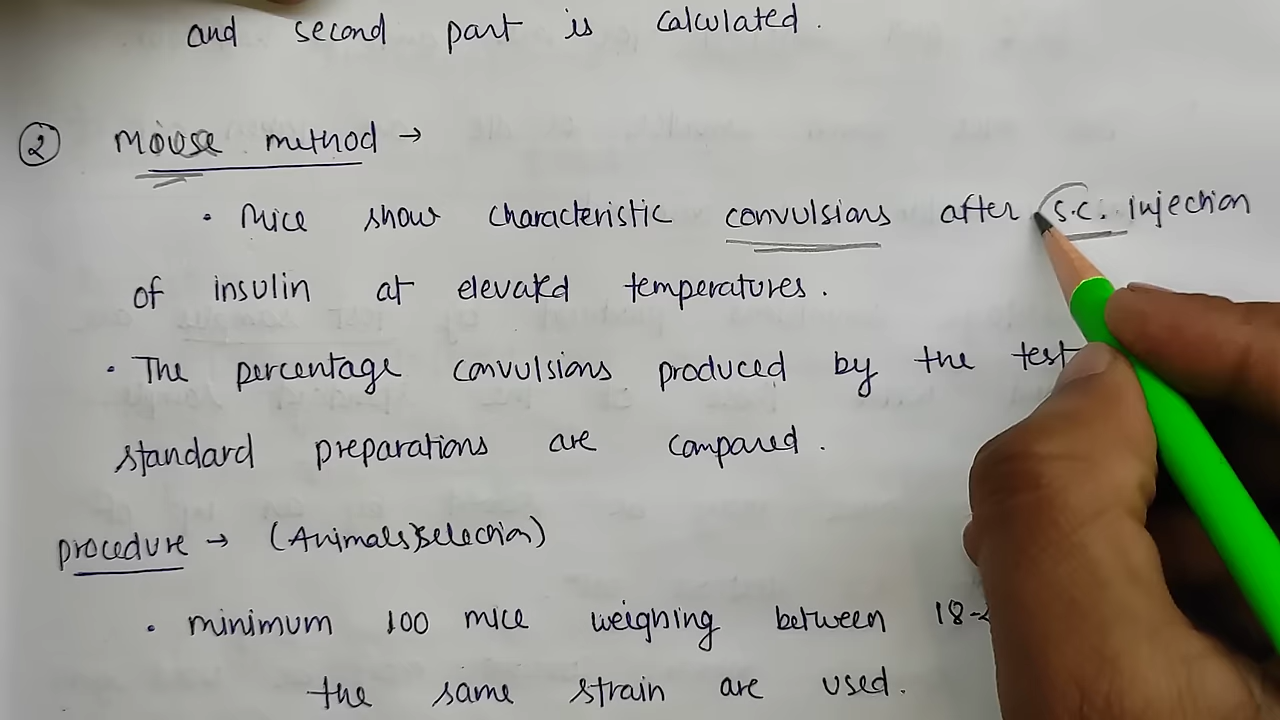 and second part is calculated.
② Mouse method →
• Mice show characteristic convulsions after s.c. injection
of insulin at elevated temperatures.
• The percentage convulsions produced by the test
standard preparations are compared.
procedure → (Animals selection)
• minimum 100 mice weighing between 18-
the same strain are used.